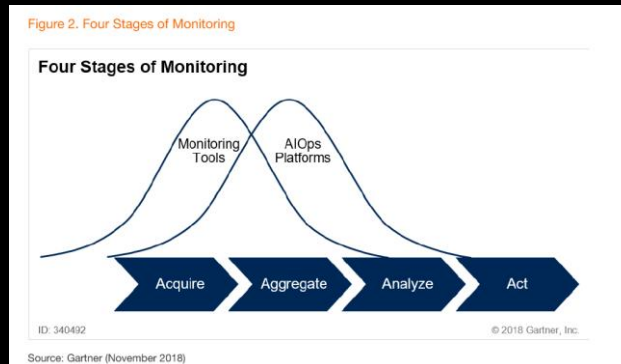 Figure 2. Four Stages of Monitoring
Four Stages of Monitoring
Monitoring
Tools
AIOps
Platforms
Acquire
Aggregate
Analyze
Act
ID: 340492
© 2018 Gartner, Inc.
Source: Gartner (November 2018)